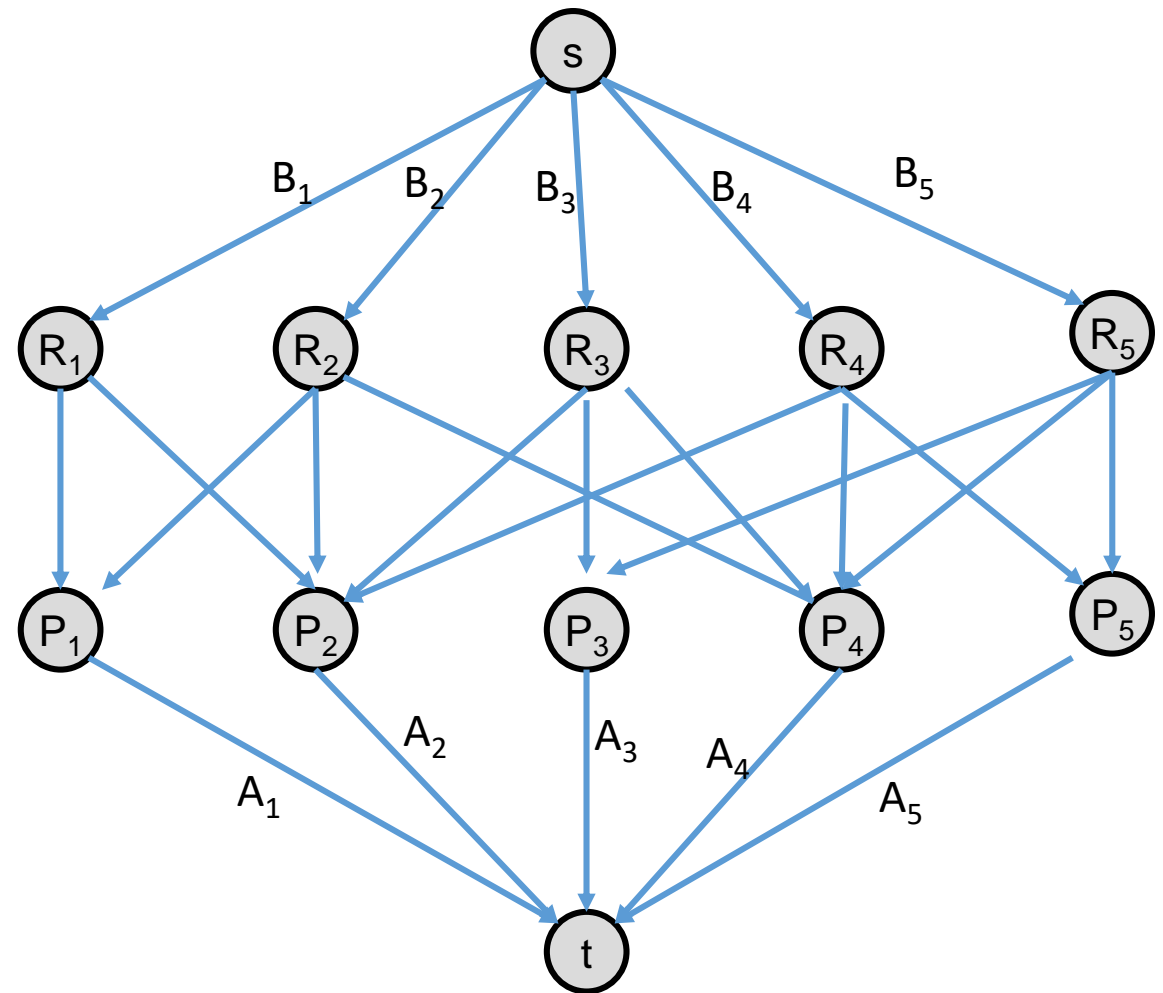 s
B₁ B₂ B₃ B₄ B₅
R₁ R₂ R₃ R₄ R₅
P₁ P₂ P₃ P₄ P₅
A₁ A₂ A₃ A₄ A₅
t